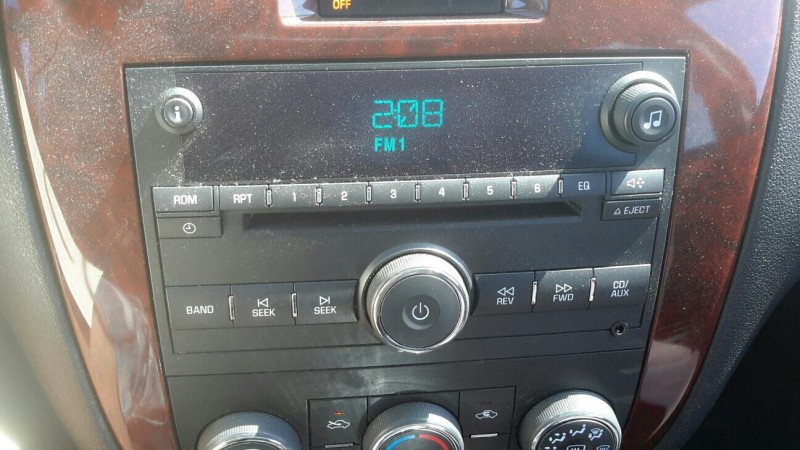 OFF
i
2:08
FM1
RDM
RPT
1
2
3
4
5
6
EQ
EJECT
BAND
SEEK
SEEK
REV
FWD
CD/
AUX